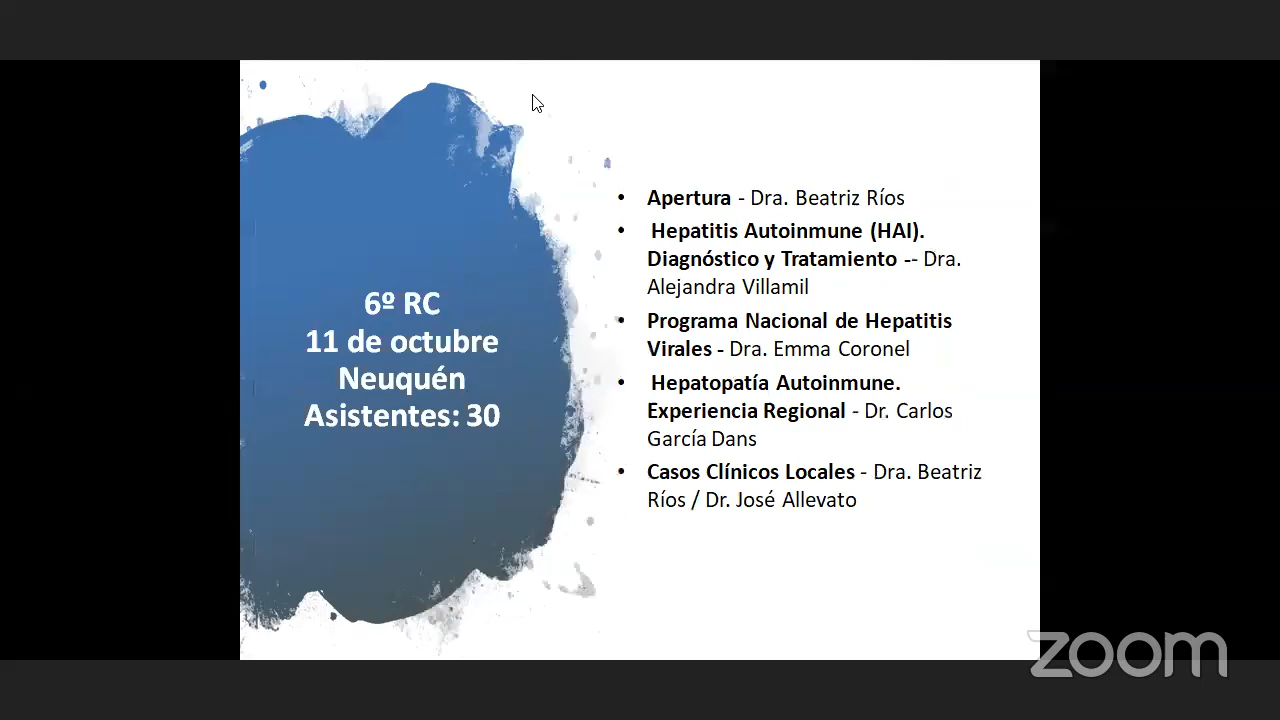 6º RC
11 de octubre
Neuquén
Asistentes: 30
• Apertura - Dra. Beatriz Ríos
• Hepatitis Autoinmune (HAI).
Diagnóstico y Tratamiento -- Dra.
Alejandra Villamil
• Programa Nacional de Hepatitis
Virales - Dra. Emma Coronel
• Hepatopatía Autoinmune.
Experiencia Regional - Dr. Carlos
García Dans
• Casos Clínicos Locales - Dra. Beatriz
Ríos / Dr. José Allevato
zoom